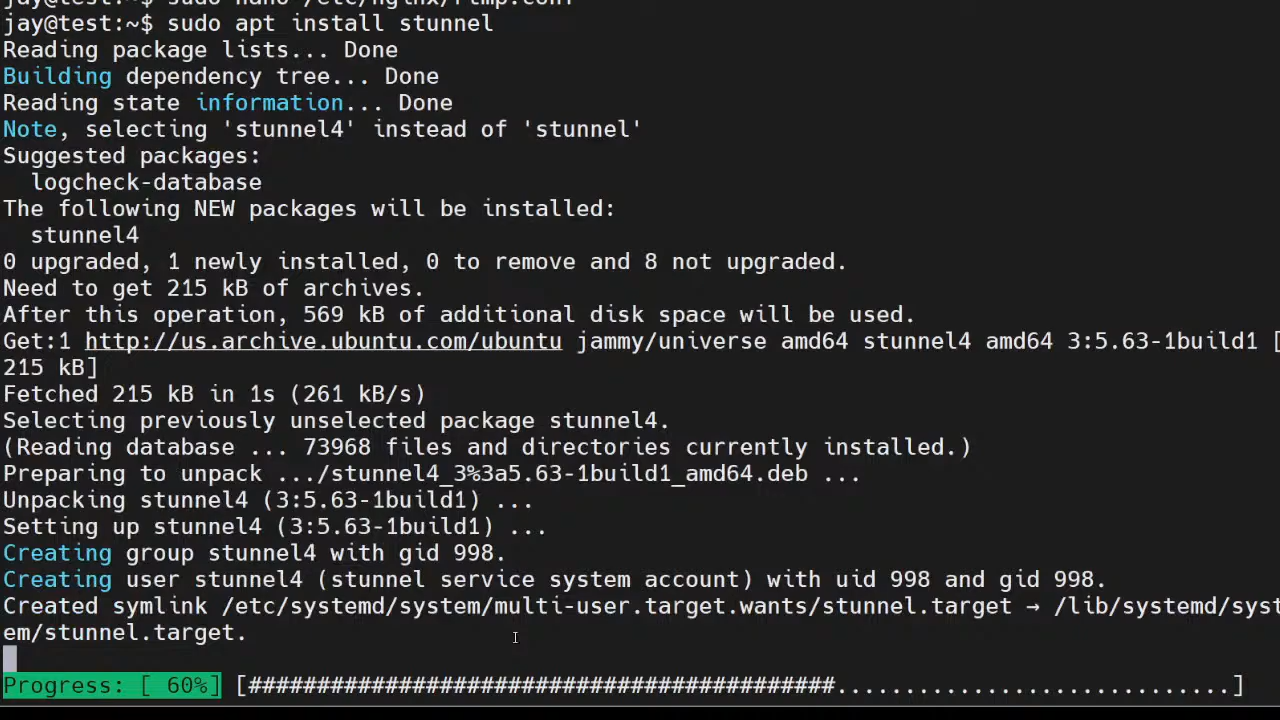 jay@test:~$ sudo nano /etc/nginx/rtmp.conf
jay@test:~$ sudo apt install stunnel
Reading package lists... Done
Building dependency tree... Done
Reading state information... Done
Note, selecting 'stunnel4' instead of 'stunnel'
Suggested packages:
  logcheck-database
The following NEW packages will be installed:
  stunnel4
0 upgraded, 1 newly installed, 0 to remove and 8 not upgraded.
Need to get 215 kB of archives.
After this operation, 569 kB of additional disk space will be used.
Get:1 http://us.archive.ubuntu.com/ubuntu jammy/universe amd64 stunnel4 amd64 3:5.63-1build1 [
215 kB]
Fetched 215 kB in 1s (261 kB/s)
Selecting previously unselected package stunnel4.
(Reading database ... 73968 files and directories currently installed.)
Preparing to unpack .../stunnel4_3%3a5.63-1build1_amd64.deb ...
Unpacking stunnel4 (3:5.63-1build1) ...
Setting up stunnel4 (3:5.63-1build1) ...
Creating group stunnel4 with gid 998.
Creating user stunnel4 (stunnel service system account) with uid 998 and gid 998.
Created symlink /etc/systemd/system/multi-user.target.wants/stunnel.target → /lib/systemd/syst
em/stunnel.target.
Progress: [ 60%] [###########################################.............................]